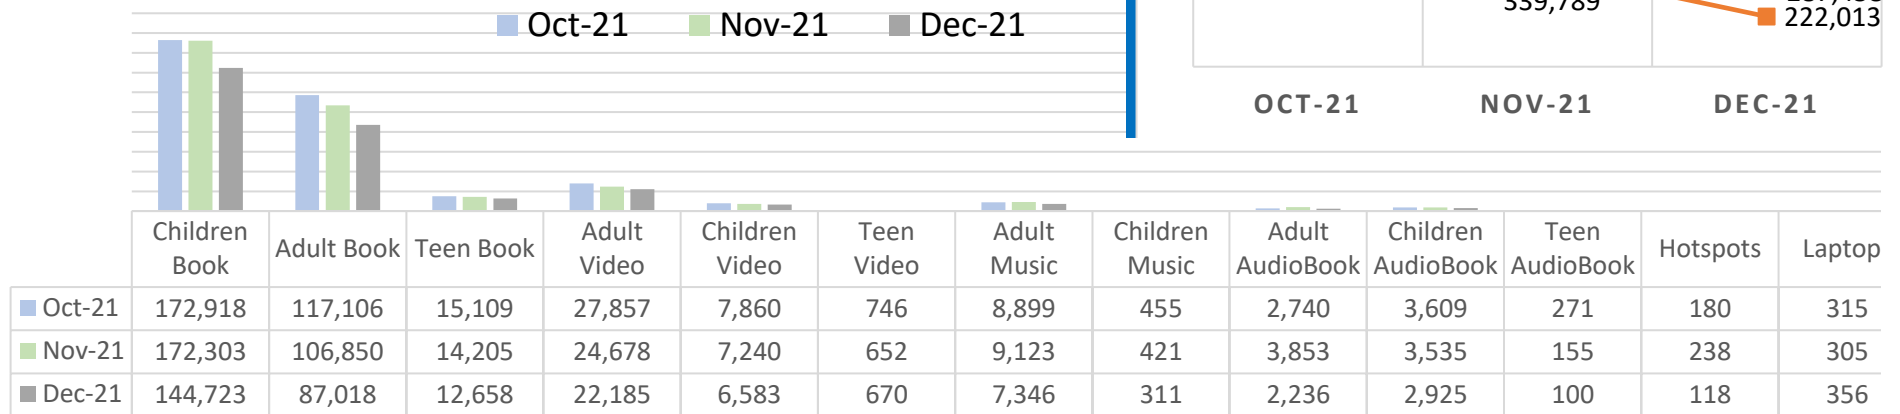 Oct-21 Nov-21 Dec-21
339,789
222,013
OCT-21 NOV-21 DEC-21
Children Book Adult Book Teen Book Adult Video Children Video Teen Video Adult Music Children Music Adult AudioBook Children AudioBook Teen AudioBook Hotspots Laptop
Oct-21 172,918 117,106 15,109 27,857 7,860 746 8,899 455 2,740 3,609 271 180 315
Nov-21 172,303 106,850 14,205 24,678 7,240 652 9,123 421 3,853 3,535 155 238 305
Dec-21 144,723 87,018 12,658 22,185 6,583 670 7,346 311 2,236 2,925 100 118 356